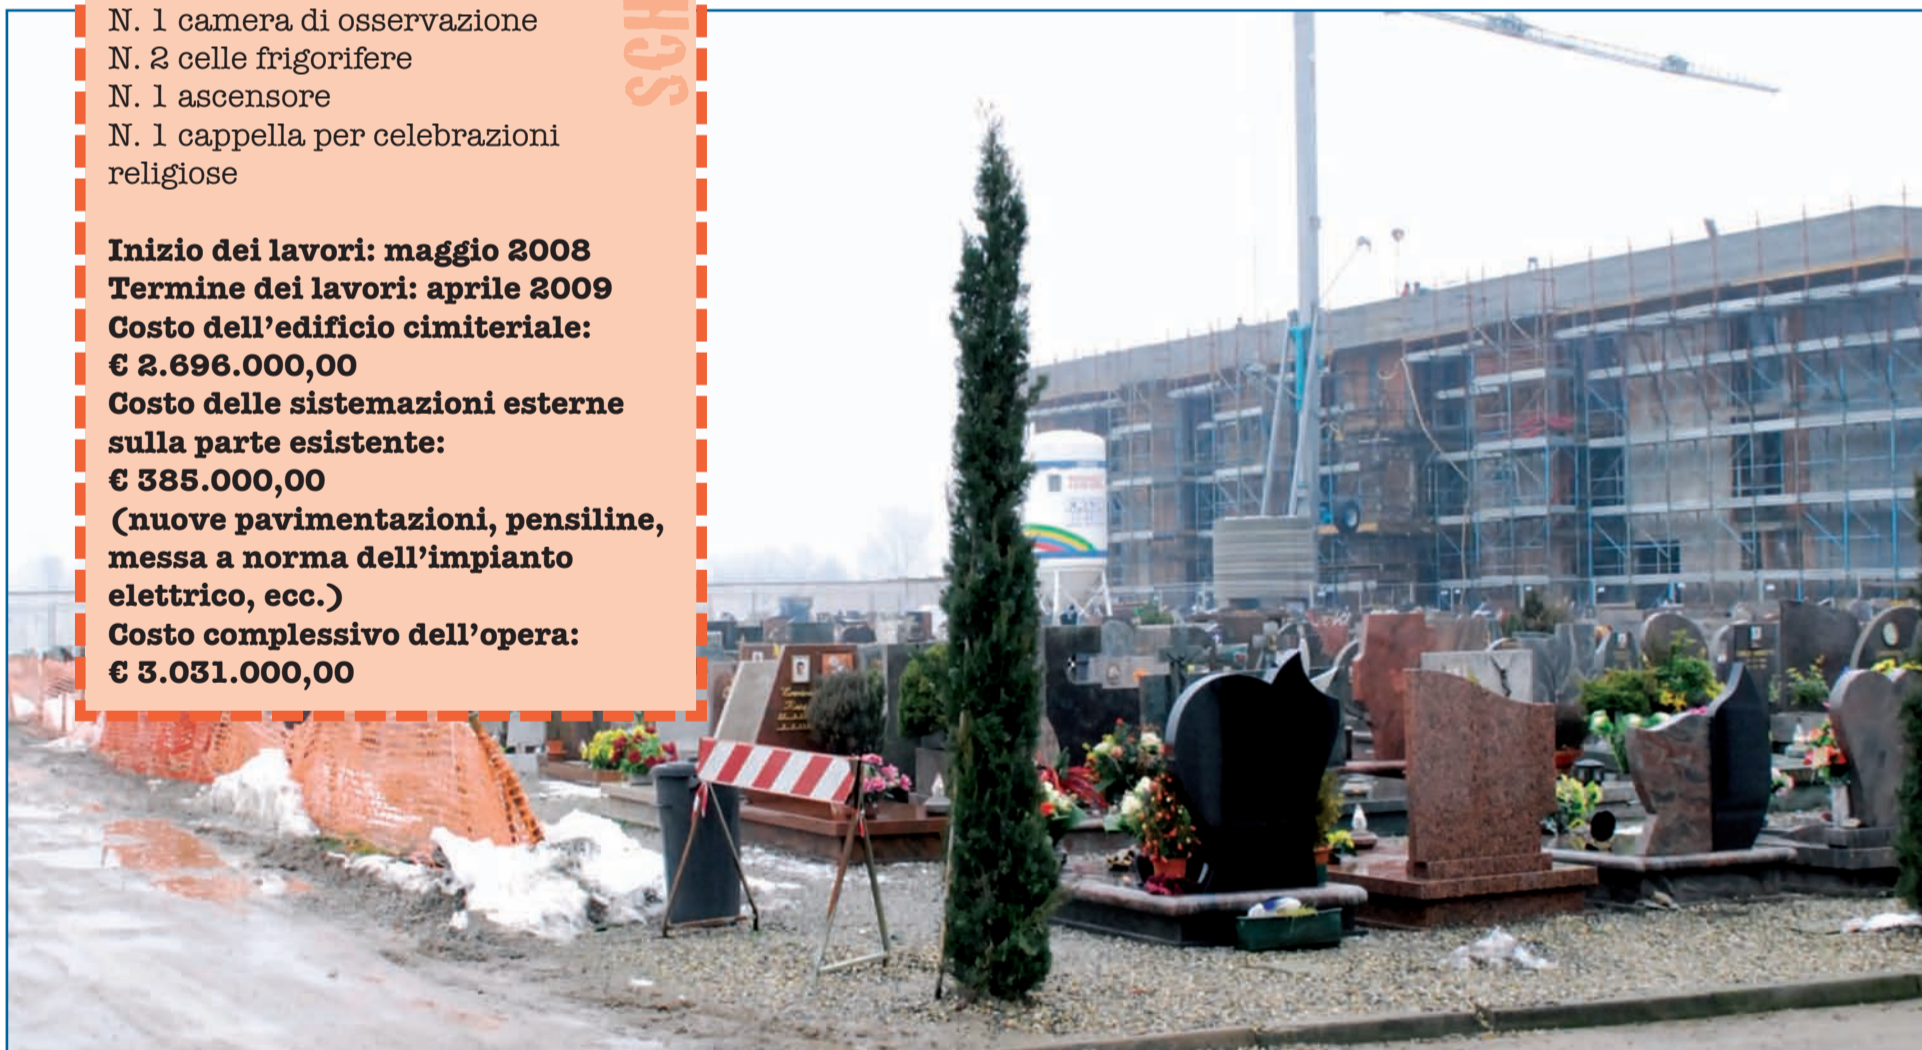 N. 1 camera di osservazione
N. 2 celle frigorifere
N. 1 ascensore
N. 1 cappella per celebrazioni
religiose
Inizio dei lavori: maggio 2008
Termine dei lavori: aprile 2009
Costo dell’edificio cimiteriale:
€ 2.696.000,00
Costo delle sistemazioni esterne
sulla parte esistente:
€ 385.000,00
(nuove pavimentazioni, pensiline,
messa a norma dell’impianto
elettrico, ecc.)
Costo complessivo dell’opera:
€ 3.031.000,00